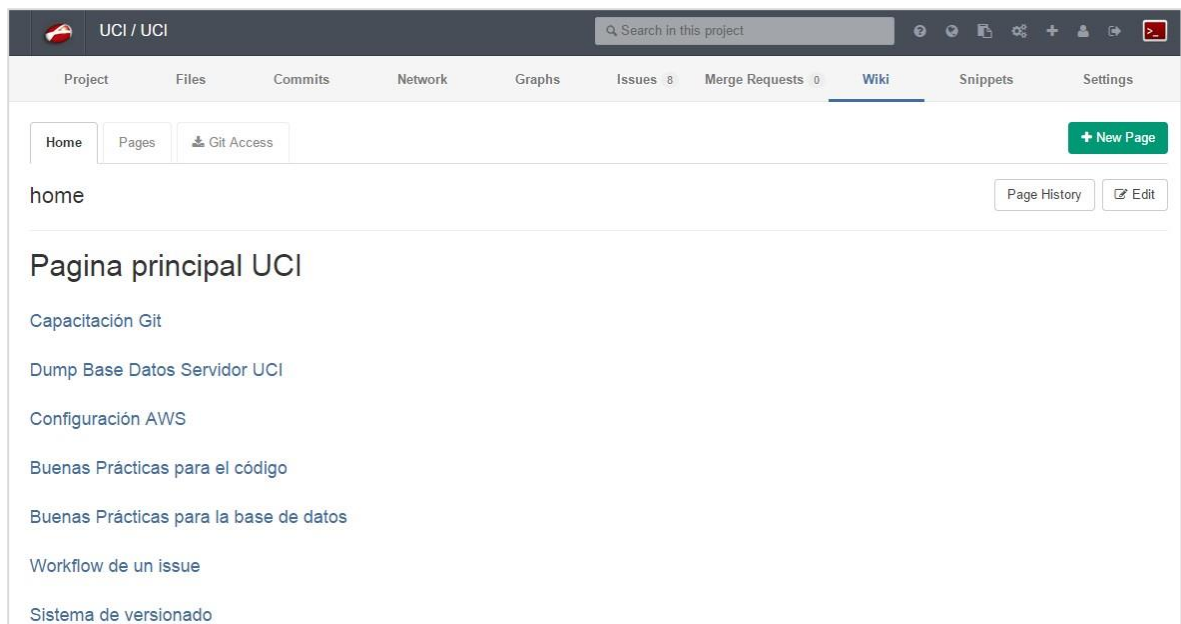 UCI / UCI Search in this project
Project Files Commits Network Graphs Issues 8 Merge Requests 0 Wiki Snippets Settings
Home Pages Git Access + New Page
home Page History Edit
Pagina principal UCI
Capacitación Git
Dump Base Datos Servidor UCI
Configuración AWS
Buenas Prácticas para el código
Buenas Prácticas para la base de datos
Workflow de un issue
Sistema de versionado